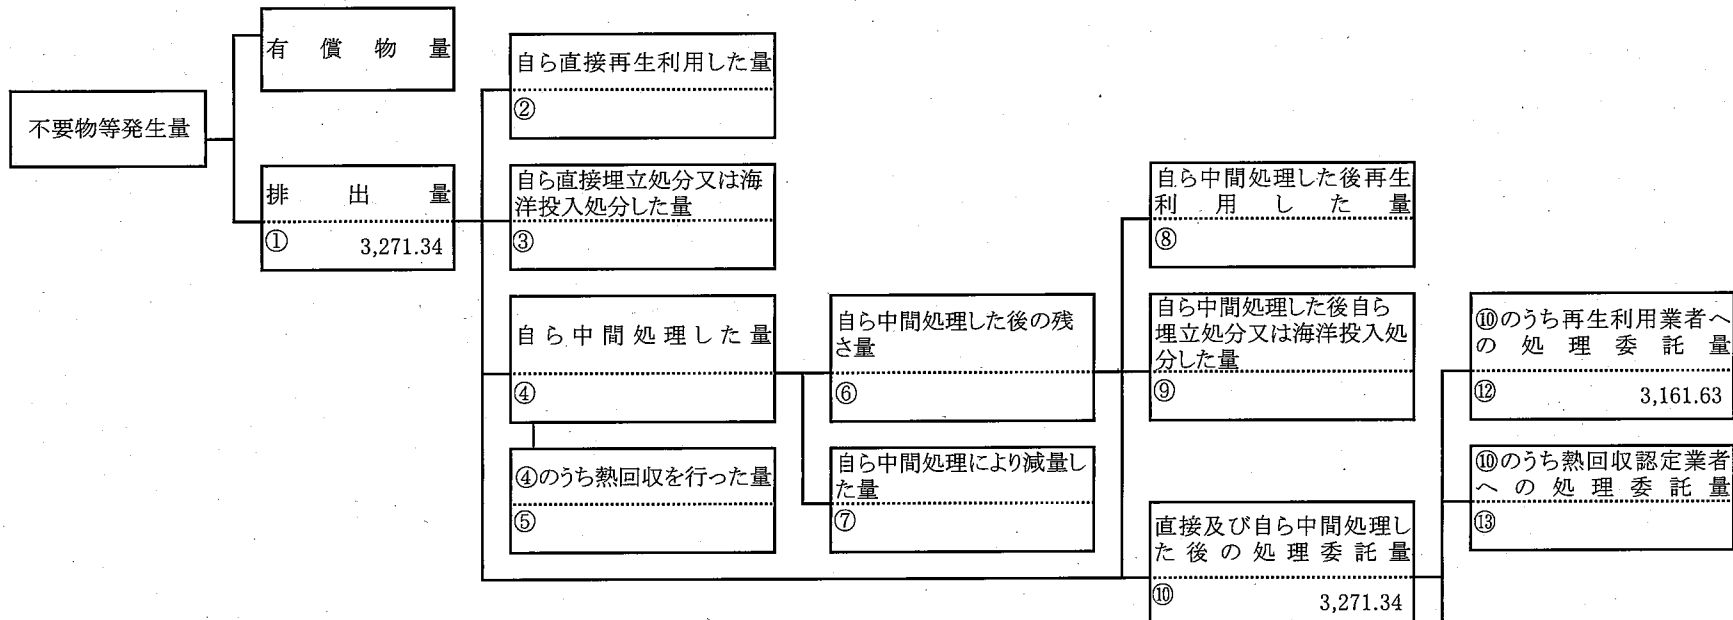 不要物等発生量
有償物量
排出量
① 3,271.34
自ら直接再生利用した量
②
自ら直接埋立処分又は海
洋投入処分した量
③
自ら中間処理した量
④
④のうち熱回収を行った量
⑤
自ら中間処理した後の残
さ量
⑥
自ら中間処理により減量し
た量
⑦
自ら中間処理した後再生
利用した量
⑧
自ら中間処理した後自ら
埋立処分又は海洋投入処
分した量
⑨
直接及び自ら中間処理し
た後の処理委託量
⑩ 3,271.34
⑩のうち再生利用業者へ
の処理委託量
⑫ 3,161.63
⑩のうち熱回収認定業者
への処理委託量
⑬